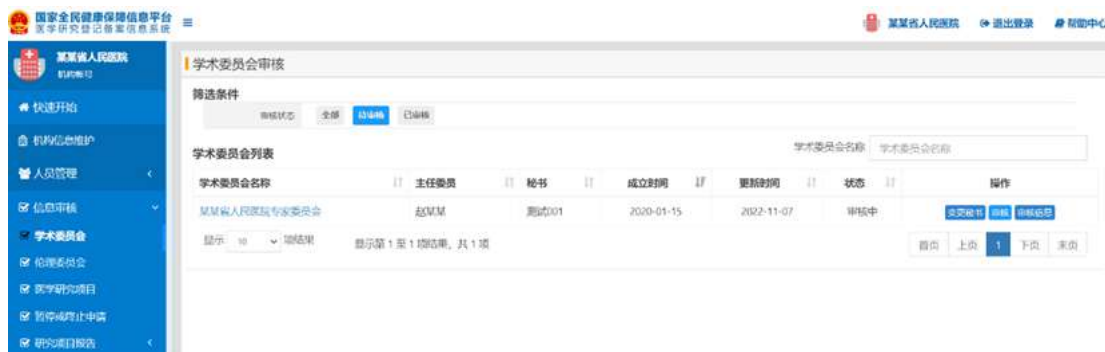 国家全民健康保障信息平台
医学研究登记备案信息系统
某某省人民医院 退出登录 帮助中心
某某省人民医院
机构账号
快速开始
机构信息维护
人员管理
信息审核
学术委员会
伦理委员会
医学研究项目
暂停或终止申请
研究项目报告
学术委员会审核
筛选条件
审核状态 全部 待审核 已审核
学术委员会列表 学术委员会名称 学术委员会名称
学术委员会名称 主任委员 秘书 成立时间 更新时间 状态 操作
某某省人民医院专家委员会 赵某某 测试001 2020-01-15 2022-11-07 审核中 变更秘书 审核 审核信息
显示 10 项结果 显示第 1 至 1 项结果，共 1 项 首页 上页 1 下页 末页